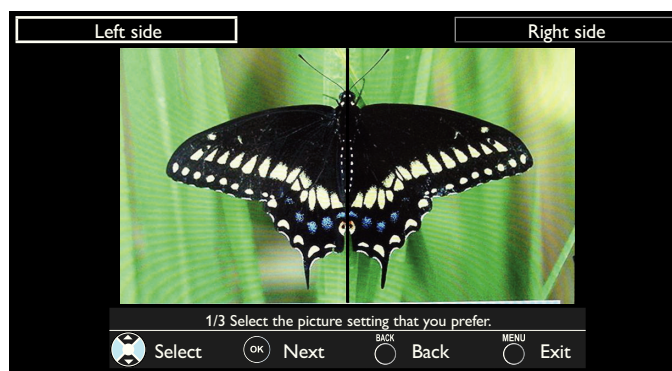 Left side
Right side
1/3 Select the picture setting that you prefer.
Select OK Next BACK Back MENU Exit